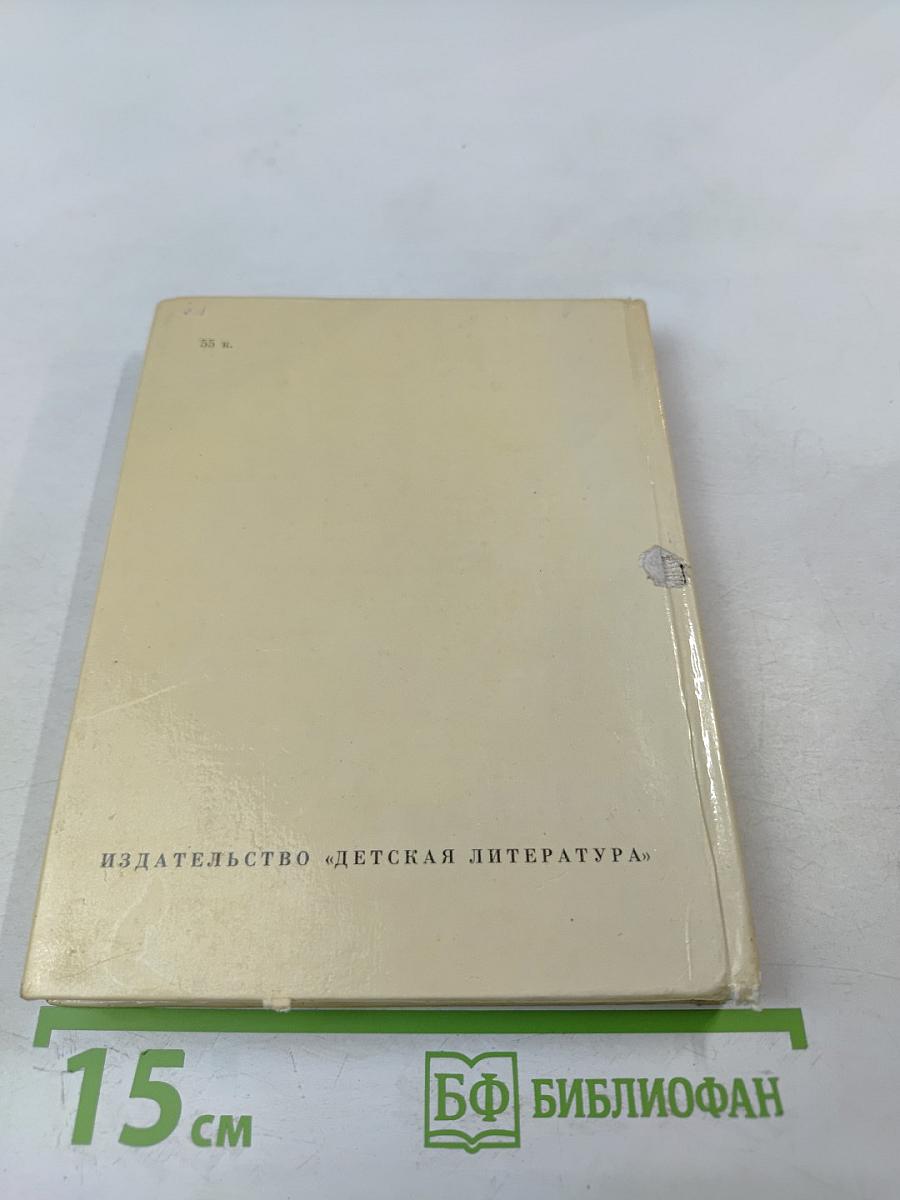 55 к.
ИЗДАТЕЛЬСТВО «ДЕТСКАЯ ЛИТЕРАТУРА»
15 см
БФ БИБЛИОФАН